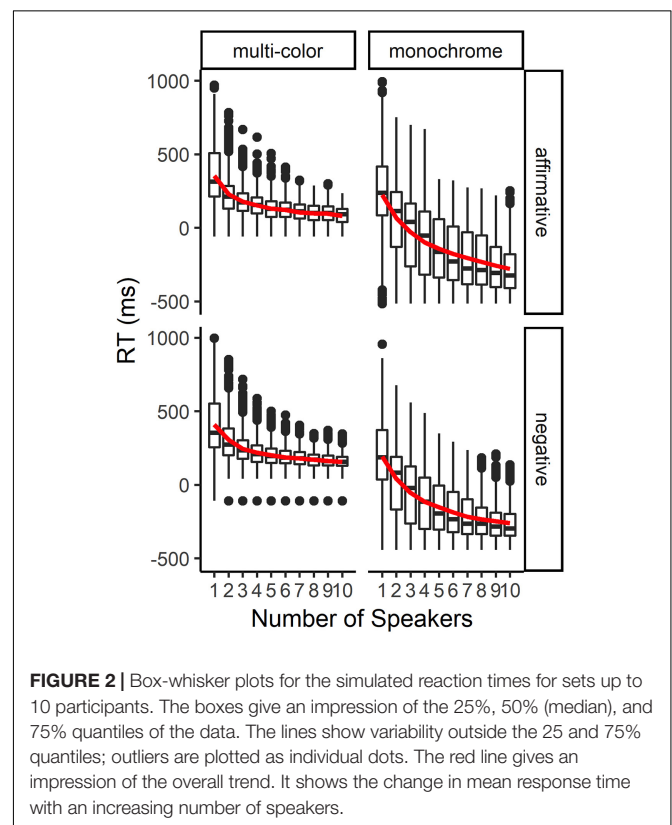 multi-color
monochrome
1000
500
0
-500
affirmative
RT (ms)
1000
500
0
-500
negative
1 2 3 4 5 6 7 8 910
1 2 3 4 5 6 7 8 910
Number of Speakers
FIGURE 2 | Box-whisker plots for the simulated reaction times for sets up to
10 participants. The boxes give an impression of the 25%, 50% (median), and
75% quantiles of the data. The lines show variability outside the 25 and 75%
quantiles; outliers are plotted as individual dots. The red line gives an
impression of the overall trend. It shows the change in mean response time
with an increasing number of speakers.